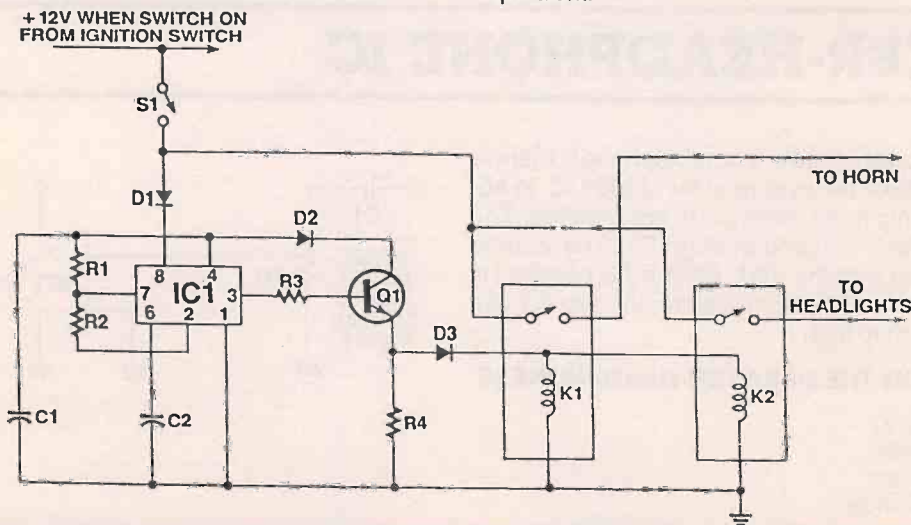 + 12V WHEN SWITCH ON
FROM IGNITION SWITCH
S1
TO HORN
D1
D2
R1
8
4
7
IC1
3
R3
Q1
TO
HEADLIGHTS
R2
6
2
1
D3
K1
K2
C1
C2
R4